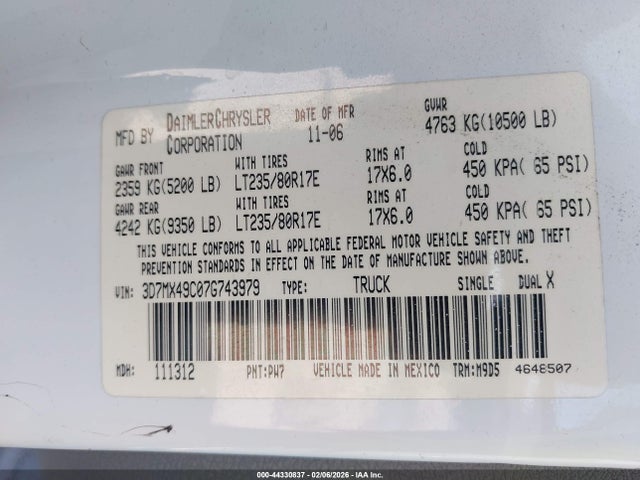 MFD BY DAIMLERCHRYSLER CORPORATION DATE OF MFR 11-06 GVWR 4763 KG(10500 LB)
GAWR FRONT WITH TIRES RIMS AT COLD
2359 KG(5200 LB) LT235/80R17E 17X6.0 450 KPA( 65 PSI)
GAWR REAR WITH TIRES RIMS AT COLD
4242 KG(9350 LB) LT235/80R17E 17X6.0 450 KPA( 65 PSI)
THIS VEHICLE CONFORMS TO ALL APPLICABLE FEDERAL MOTOR VEHICLE SAFETY AND THEFT
PREVENTION STANDARDS IN EFFECT ON THE DATE OF MANUFACTURE SHOWN ABOVE.
VIN: 3D7MX49C07G743979 TYPE: TRUCK SINGLE DUAL X
MDH: 111312 PNT:PW7 VEHICLE MADE IN MEXICO TRM:M9D5 4648507
000-44330837 - 02/06/2026 - IAA Inc.